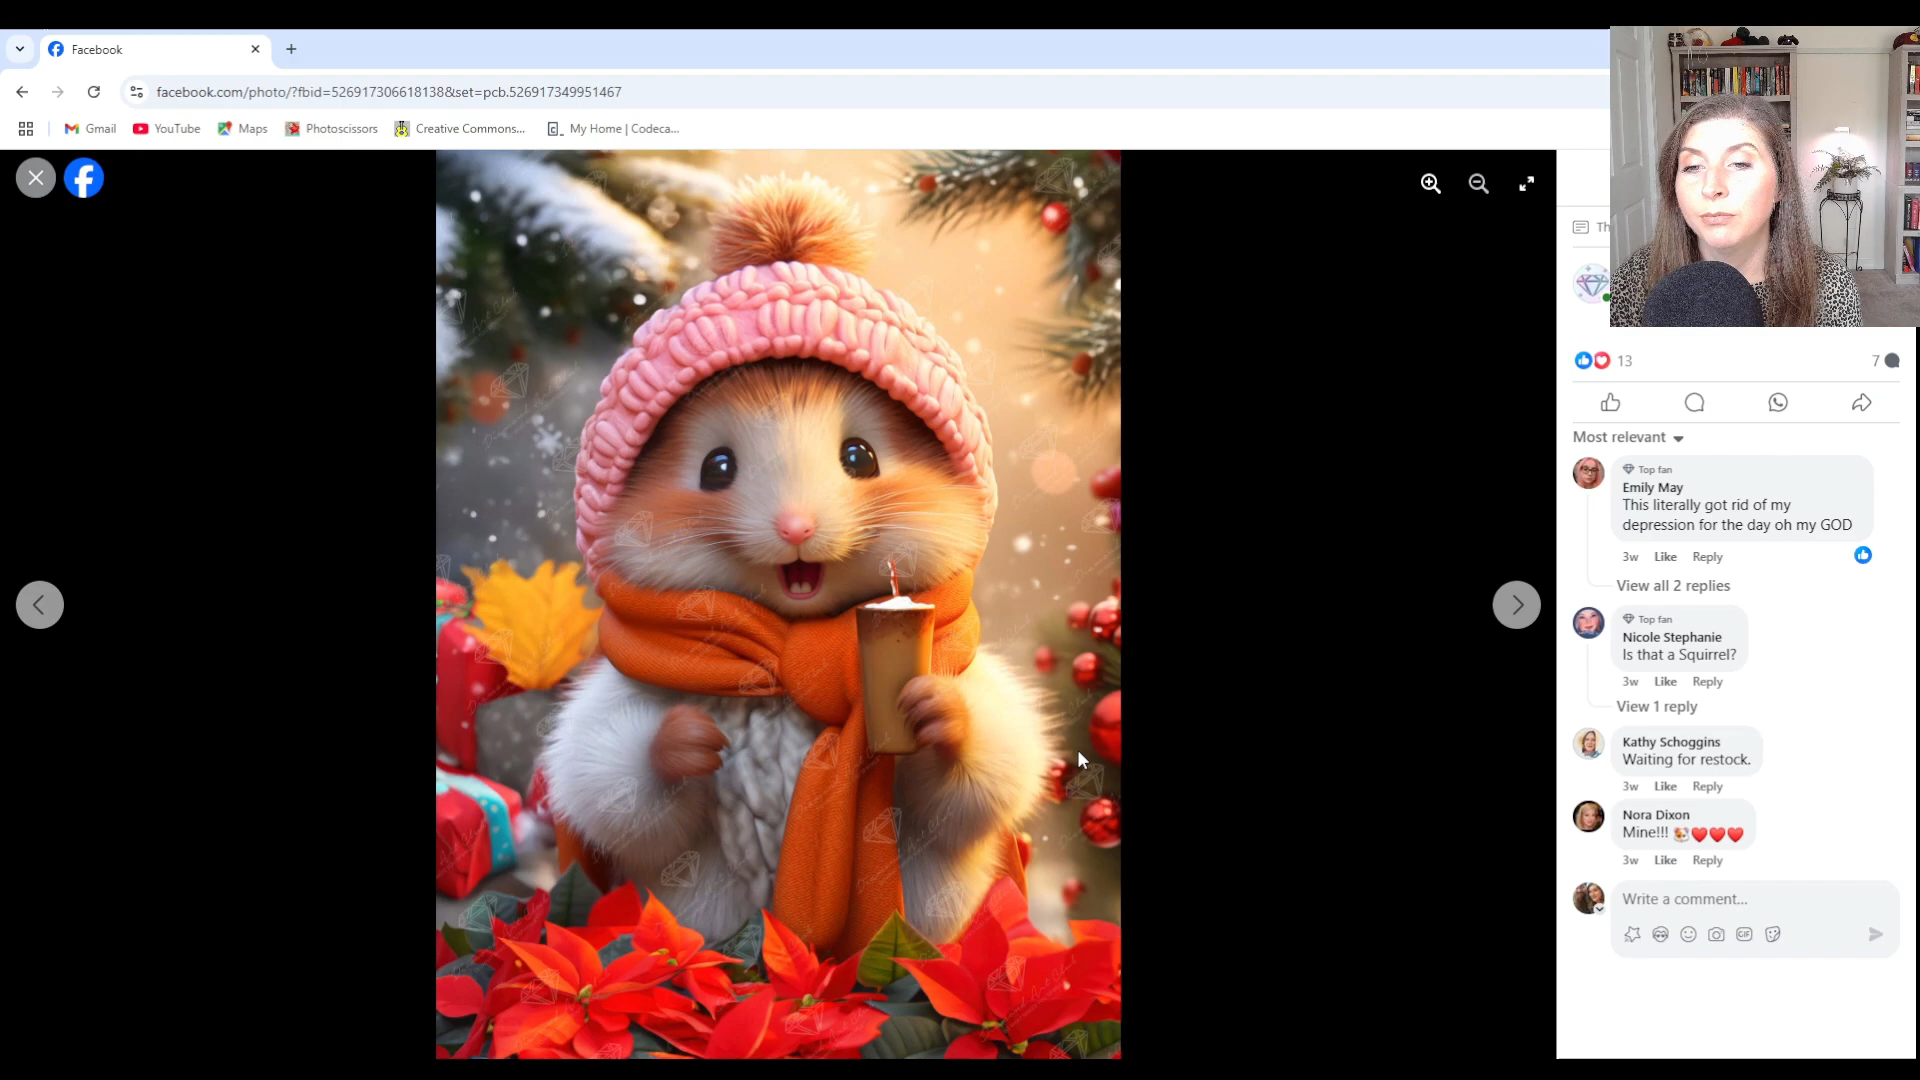 Facebook
facebook.com/photo/?fbid=526917306618138&set=pcb.526917349951467
Gmail
YouTube
Maps
Photoscissors
Creative Commons...
My Home | Codeca...
Th
13
7
Most relevant
Top fan
Emily May
This literally got rid of my
depression for the day oh my GOD
3w Like Reply
View all 2 replies
Top fan
Nicole Stephanie
Is that a Squirrel?
3w Like Reply
View 1 reply
Kathy Schoggins
Waiting for restock.
3w Like Reply
Nora Dixon
Mine!!! 🐹❤️❤️❤️
3w Like Reply
Write a comment...
GIF
Diamond Art Club